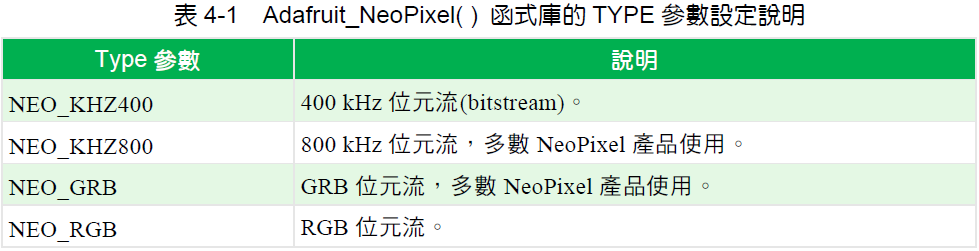 表 4-1 Adafruit_NeoPixel( ) 函式庫的 TYPE 參數設定說明
Type 參數 說明
NEO_KHZ400 400 kHz 位元流(bitstream)。
NEO_KHZ800 800 kHz 位元流，多數 NeoPixel 產品使用。
NEO_GRB GRB 位元流，多數 NeoPixel 產品使用。
NEO_RGB RGB 位元流。